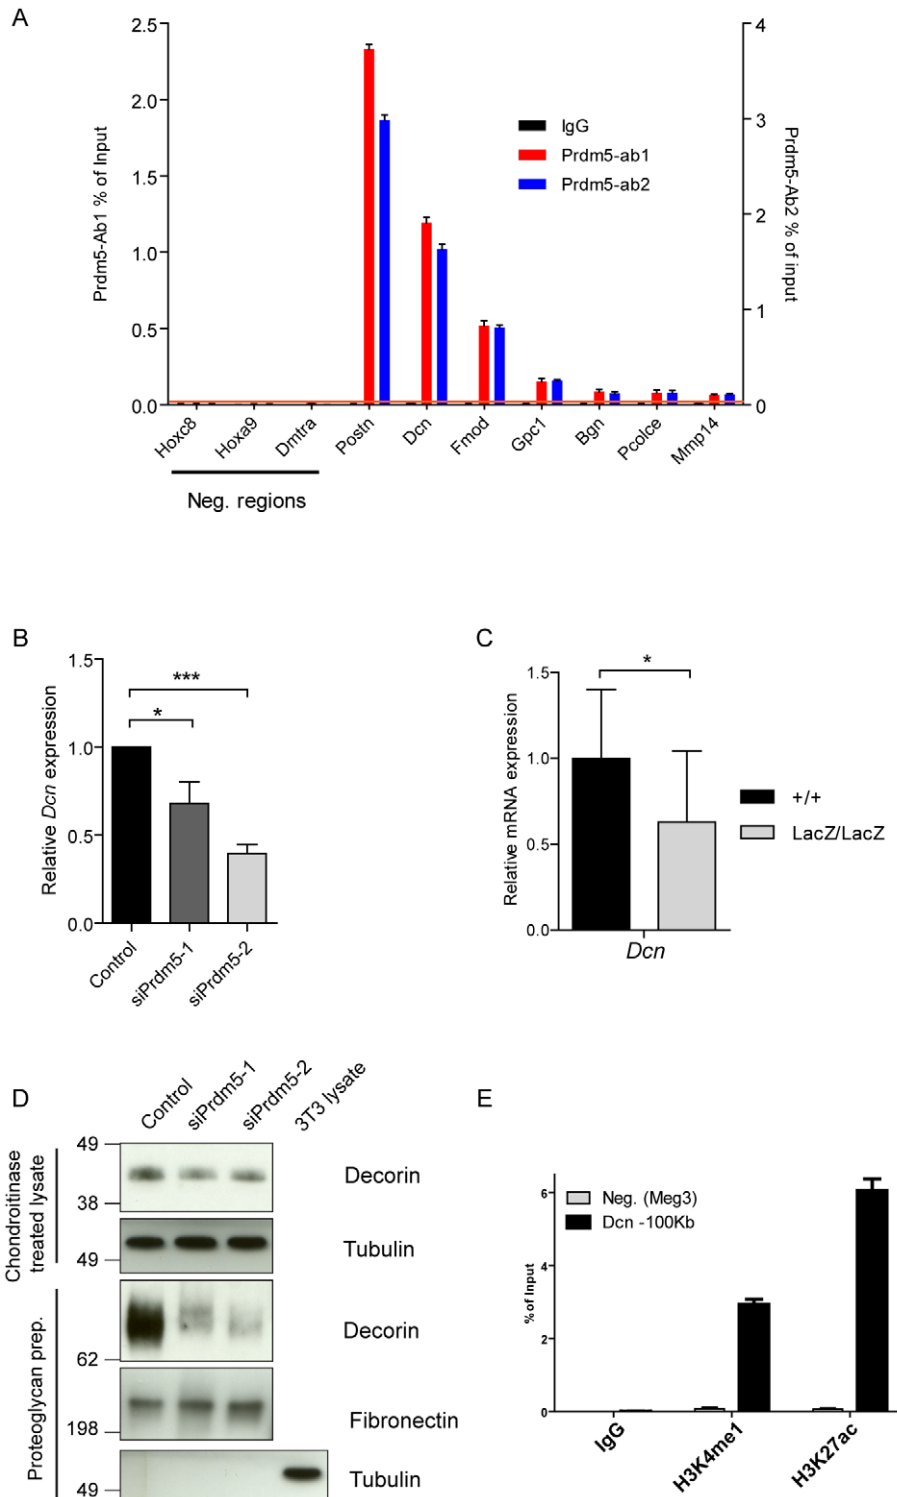 A
2.5
2.0
1.5
1.0
0.5
0.0
Prdm5-Ab1 % of Input
4
3
2
1
0
Prdm5-Ab2 % of input
IgG
Prdm5-ab1
Prdm5-ab2
Hoxc8
Hoxa9
Dmtra
Postn
Dcn
Fmod
Gpc1
Bgn
Pcolce
Mmp14
Neg. regions
B
1.5
1.0
0.5
0.0
Relative Dcn expression
***
*
Control
siPrdm5-1
siPrdm5-2
C
1.5
1.0
0.5
0.0
Relative mRNA expression
*
+/+
LacZ/LacZ
Dcn
D
Control
siPrdm5-1
siPrdm5-2
3T3 lysate
Chondroitinase
treated lysate
49
38
Decorin
49
Tubulin
Proteoglycan prep.
62
Decorin
198
Fibronectin
49
Tubulin
E
6
4
2
0
% of Input
Neg. (Meg3)
Dcn -100Kb
IgG
H3K4me1
H3K27ac